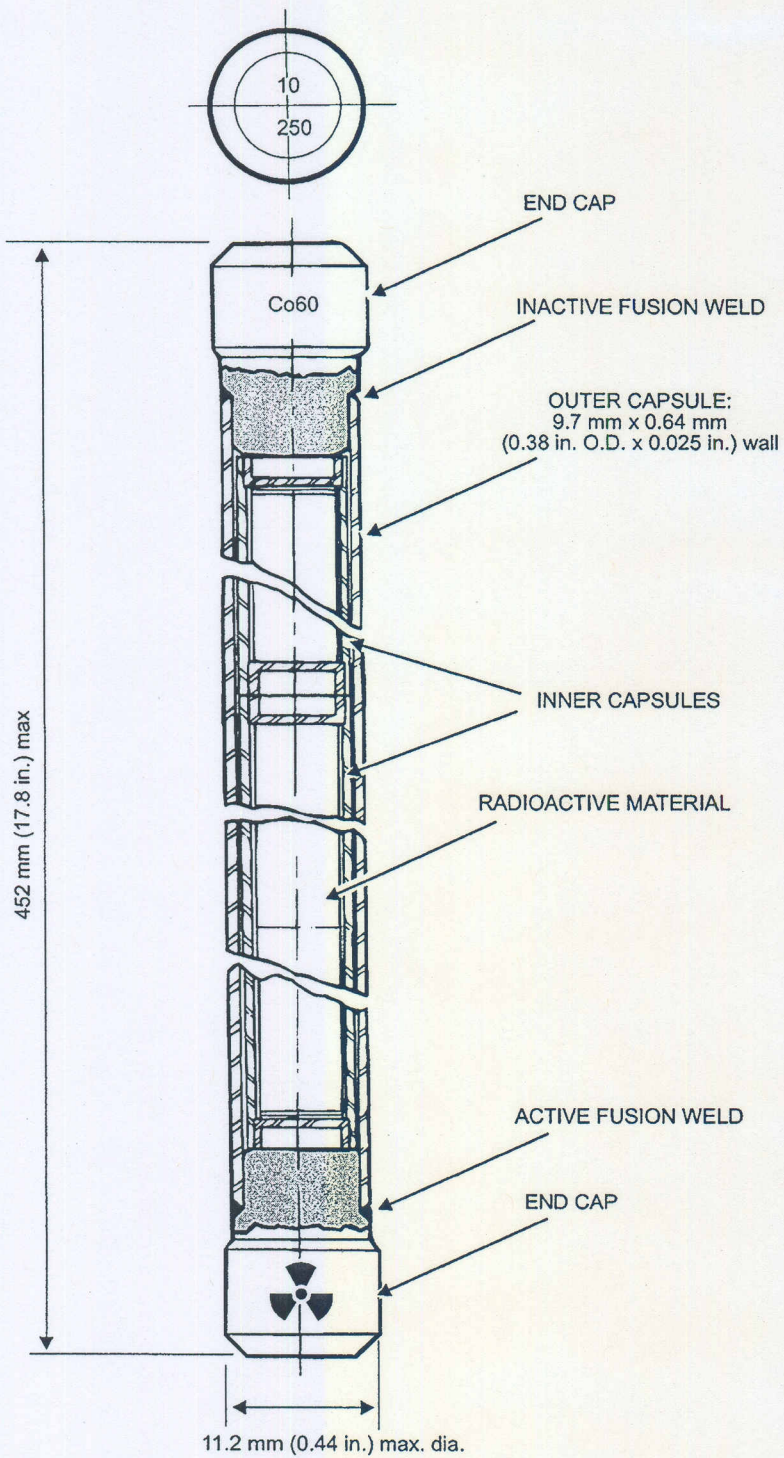 10
250
END CAP
Co60
INACTIVE FUSION WELD
OUTER CAPSULE:
9.7 mm x 0.64 mm
(0.38 in. O.D. x 0.025 in.) wall
INNER CAPSULES
452 mm (17.8 in.) max
RADIOACTIVE MATERIAL
ACTIVE FUSION WELD
END CAP
11.2 mm (0.44 in.) max. dia.